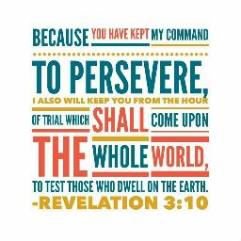 BECAUSE YOU HAVE KEPT MY COMMAND
TO PERSEVERE,
I ALSO WILL KEEP YOU FROM THE HOUR
OF TRIAL WHICH SHALL COME UPON
THE WHOLE WORLD,
TO TEST THOSE WHO DWELL ON THE EARTH.
-REVELATION 3:10